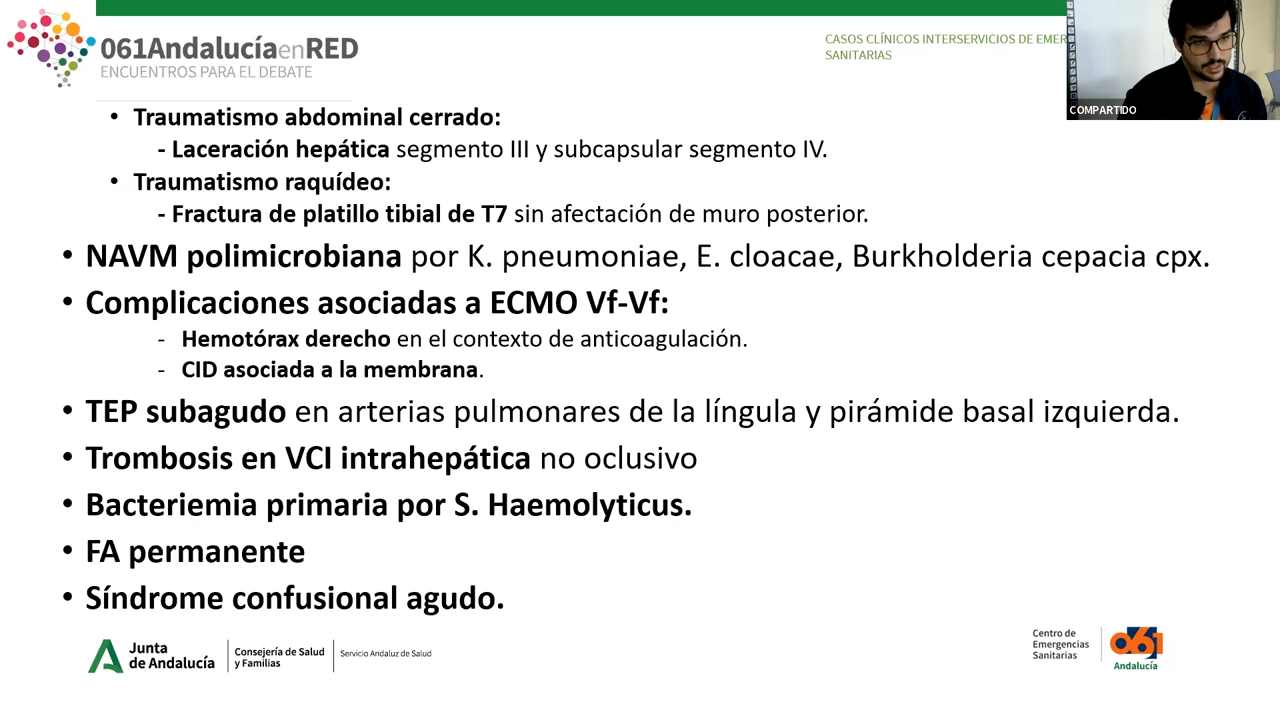 061AndalucíaenRED
ENCUENTROS PARA EL DEBATE
CASOS CLÍNICOS INTERSERVICIOS DE EMER
SANITARIAS
COMPARTIDO
• Traumatismo abdominal cerrado:
- Laceración hepática segmento III y subcapsular segmento IV.
• Traumatismo raquídeo:
- Fractura de platillo tibial de T7 sin afectación de muro posterior.
• NAVM polimicrobiana por K. pneumoniae, E. cloacae, Burkholderia cepacia cpx.
• Complicaciones asociadas a ECMO Vf-Vf:
- Hemotórax derecho en el contexto de anticoagulación.
- CID asociada a la membrana.
• TEP subagudo en arterias pulmonares de la língula y pirámide basal izquierda.
• Trombosis en VCI intrahepática no oclusivo
• Bacteriemia primaria por S. Haemolyticus.
• FA permanente
• Síndrome confusional agudo.
Junta
de Andalucía
Consejería de Salud
y Familias
Servicio Andaluz de Salud
Centro de
Emergencias
Sanitarias
061
Andalucía